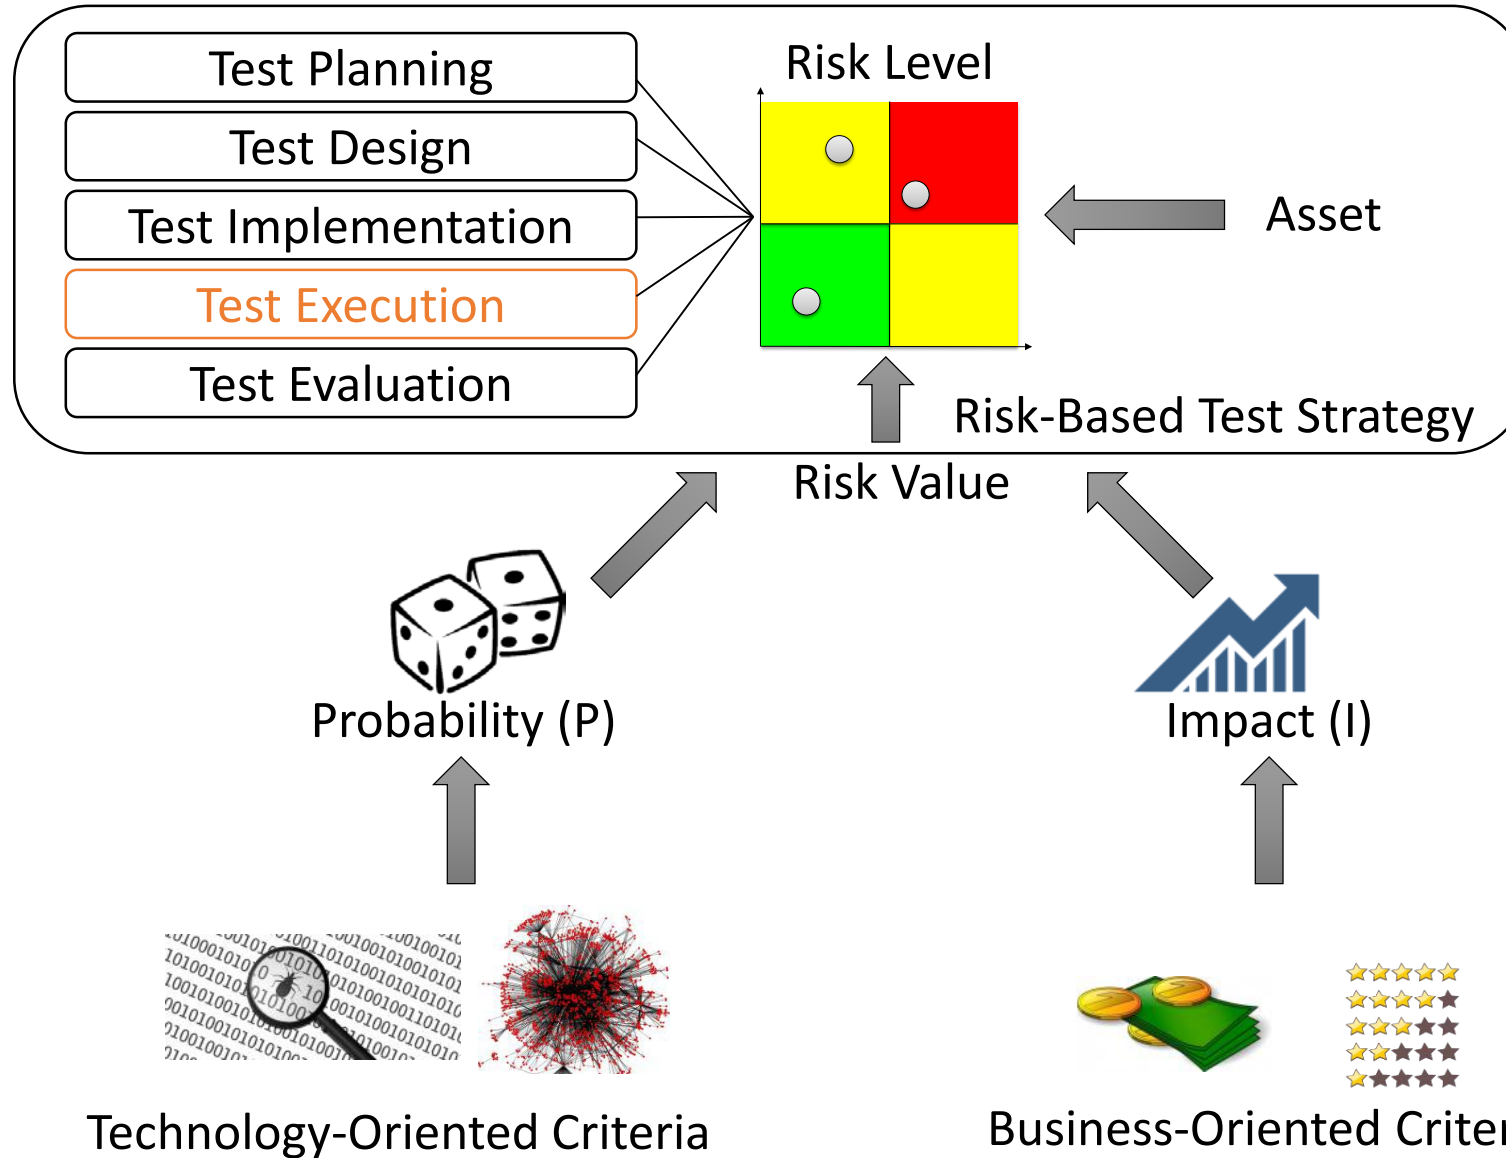 Test Planning
Test Design
Test Implementation
Test Execution
Test Evaluation
Risk Level
Asset
Risk-Based Test Strategy
Risk Value
Probability (P)
Impact (I)
Technology-Oriented Criteria
Business-Oriented Criter